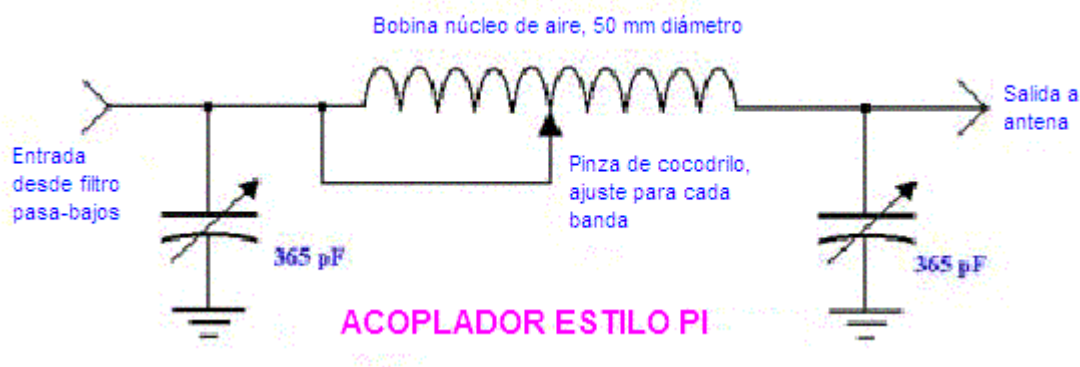 Bobina núcleo de aire, 50 mm diámetro
Salida a
antena
Entrada
desde filtro
pasa-bajos
Pinza de cocodrilo,
ajuste para cada
banda
365 pF
365 pF
ACOPLADOR ESTILO PI